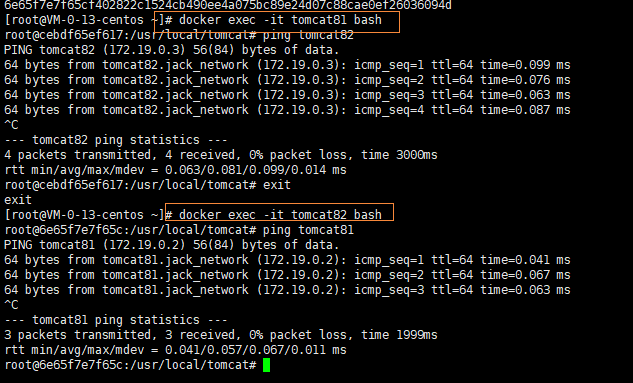 6e65f7e7f65cf402822c1524cb490ee4a075bc89e24d07c88cae0ef26036094d
[root@VM-0-13-centos ~]# docker exec -it tomcat81 bash
root@cebdf65ef617:/usr/local/tomcat# ping tomcat82
PING tomcat82 (172.19.0.3) 56(84) bytes of data.
64 bytes from tomcat82.jack_network (172.19.0.3): icmp_seq=1 ttl=64 time=0.099 ms
64 bytes from tomcat82.jack_network (172.19.0.3): icmp_seq=2 ttl=64 time=0.076 ms
64 bytes from tomcat82.jack_network (172.19.0.3): icmp_seq=3 ttl=64 time=0.063 ms
64 bytes from tomcat82.jack_network (172.19.0.3): icmp_seq=4 ttl=64 time=0.087 ms
^C
--- tomcat82 ping statistics ---
4 packets transmitted, 4 received, 0% packet loss, time 3000ms
rtt min/avg/max/mdev = 0.063/0.081/0.099/0.014 ms
root@cebdf65ef617:/usr/local/tomcat# exit
exit
[root@VM-0-13-centos ~]# docker exec -it tomcat82 bash
root@6e65f7e7f65c:/usr/local/tomcat# ping tomcat81
PING tomcat81 (172.19.0.2) 56(84) bytes of data.
64 bytes from tomcat81.jack_network (172.19.0.2): icmp_seq=1 ttl=64 time=0.041 ms
64 bytes from tomcat81.jack_network (172.19.0.2): icmp_seq=2 ttl=64 time=0.067 ms
64 bytes from tomcat81.jack_network (172.19.0.2): icmp_seq=3 ttl=64 time=0.063 ms
^C
--- tomcat81 ping statistics ---
3 packets transmitted, 3 received, 0% packet loss, time 1999ms
rtt min/avg/max/mdev = 0.041/0.057/0.067/0.011 ms
root@6e65f7e7f65c:/usr/local/tomcat#